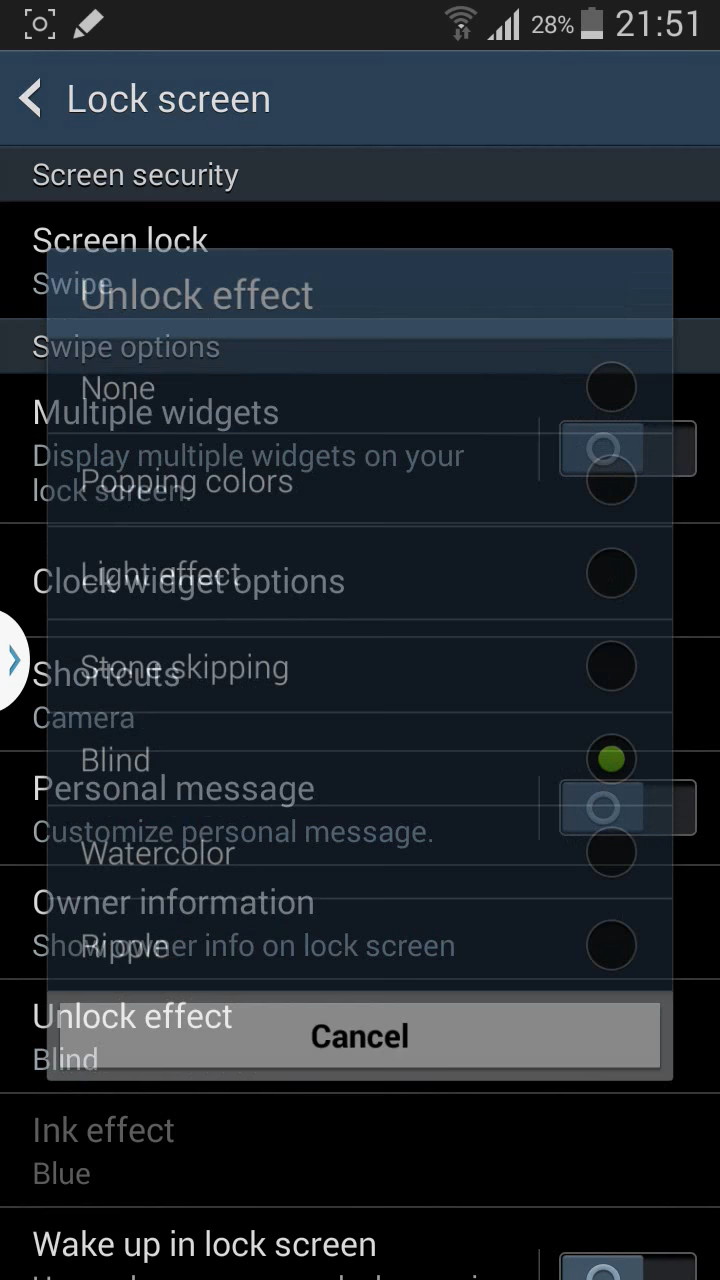 28% 21:51
Lock screen
Screen security
Screen lock
Swipe
Unlock effect
Swipe options
None
Multiple widgets
Display multiple widgets on your
lock screen.
Popping colors
Light effect
Clock widget options
Stone skipping
Shortcuts
Camera
Blind
Personal message
Customize personal message.
Watercolor
Owner information
Show owner info on lock screen
Ripple
Unlock effect
Cancel
Blind
Ink effect
Blue
Wake up in lock screen